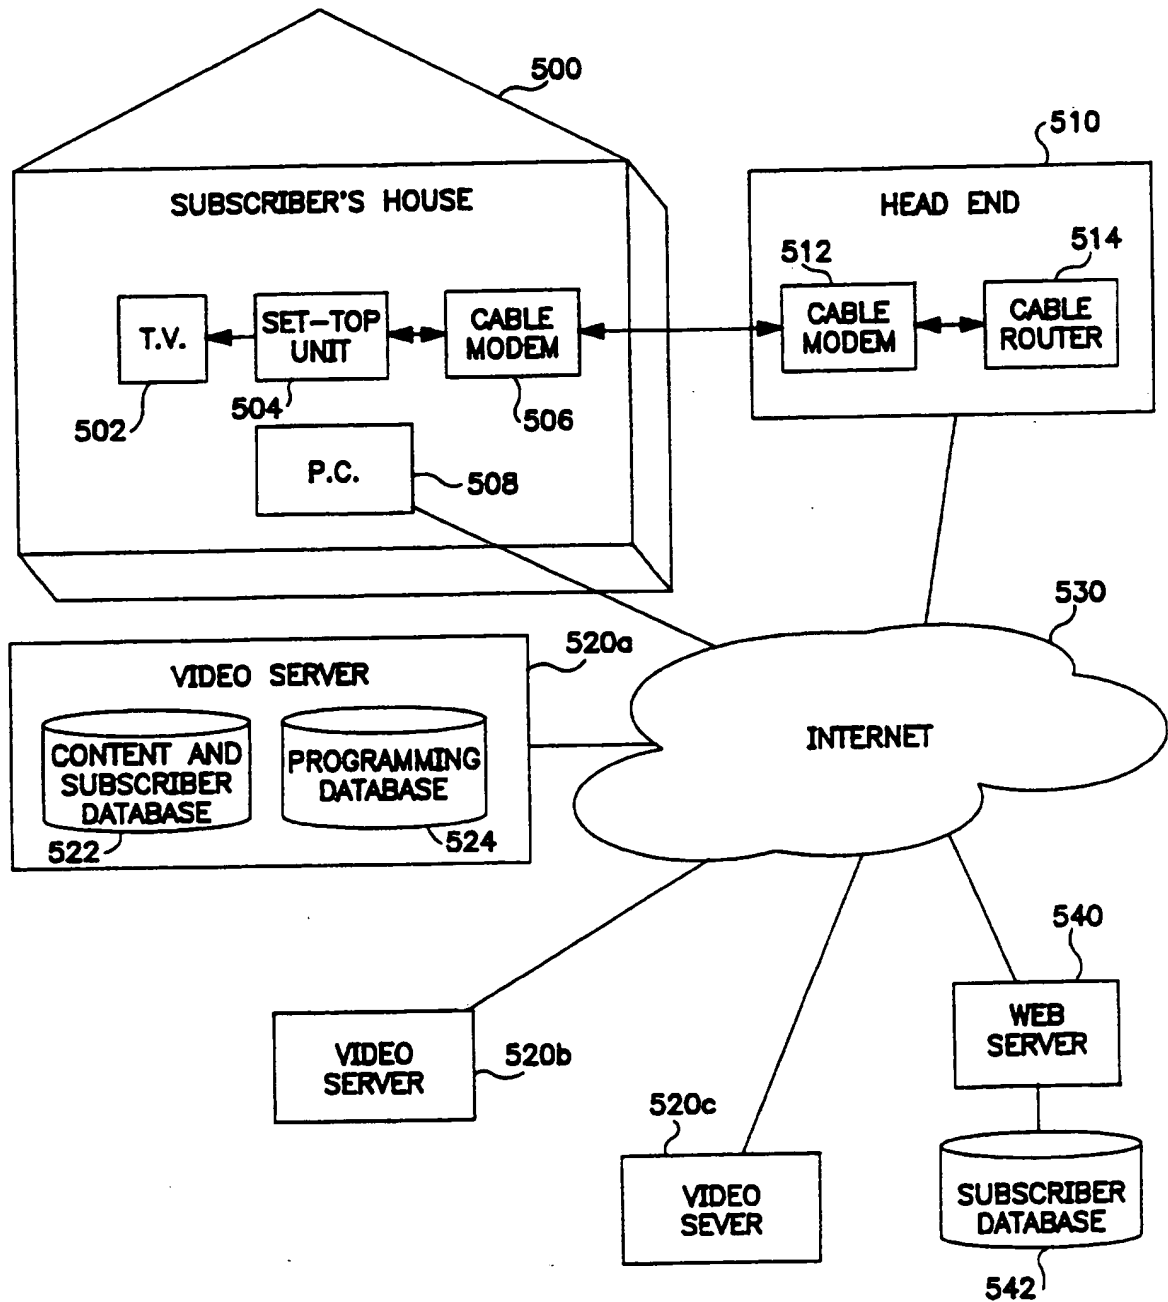 500
510
SUBSCRIBER'S HOUSE
HEAD END
512
514
T.V.
SET-TOP
UNIT
CABLE
MODEM
CABLE
MODEM
CABLE
ROUTER
502
504
506
P.C.
508
530
520a
VIDEO SERVER
CONTENT AND
SUBSCRIBER
DATABASE
PROGRAMMING
DATABASE
522
524
INTERNET
540
WEB
SERVER
VIDEO
SERVER
520b
520c
VIDEO
SEVER
SUBSCRIBER
DATABASE
542